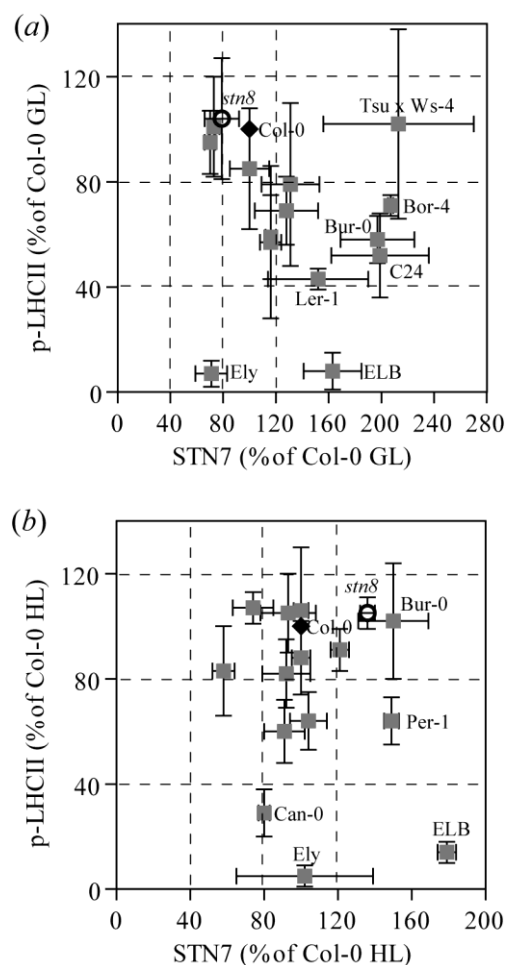 (a)
p-LHCII (% of Col-0 GL)
120
80
40
0
stn8
Col-0
Tsu x Ws-4
Bor-4
Bur-0
C24
Ler-1
Ely
ELB
0 40 80 120 160 200 240 280
STN7 (% of Col-0 GL)
(b)
p-LHCII (% of Col-0 HL)
120
80
40
0
stn8
Bur-0
Col-0
Per-1
Can-0
ELB
Ely
0 40 80 120 160 200
STN7 (% of Col-0 HL)